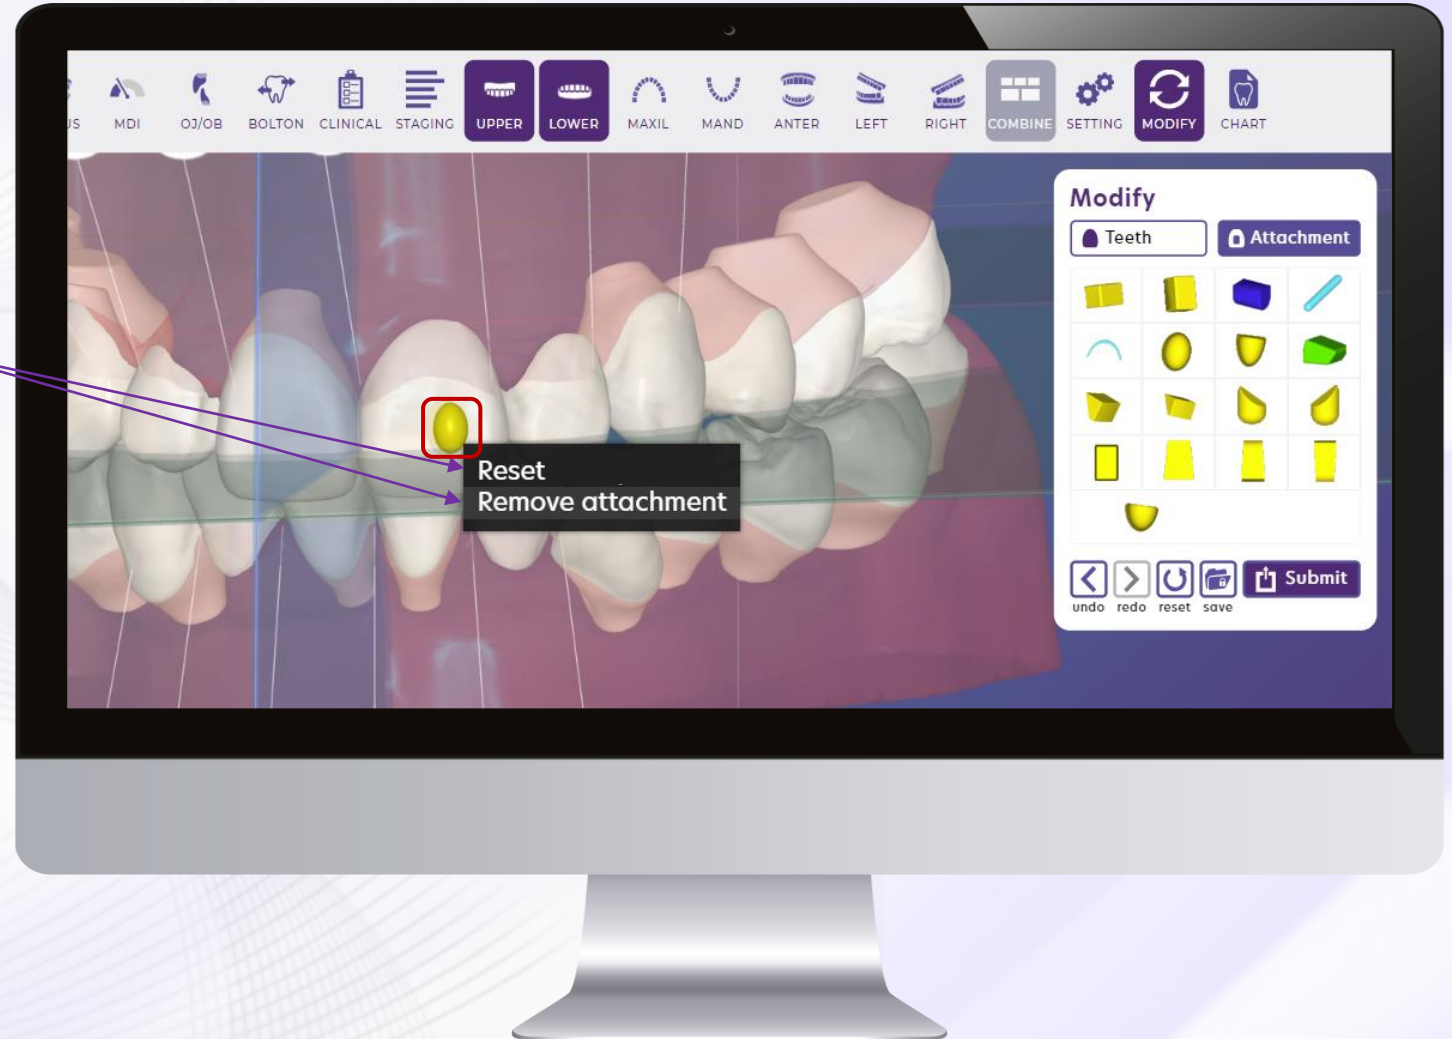 MDI
OJ/OB
BOLTON
CLINICAL
STAGING
UPPER
LOWER
MAXIL
MAND
ANTER
LEFT
RIGHT
COMBINE
SETTING
MODIFY
CHART
Modify
Teeth
Attachment
Reset
Remove attachment
Submit
undo
redo
reset
save